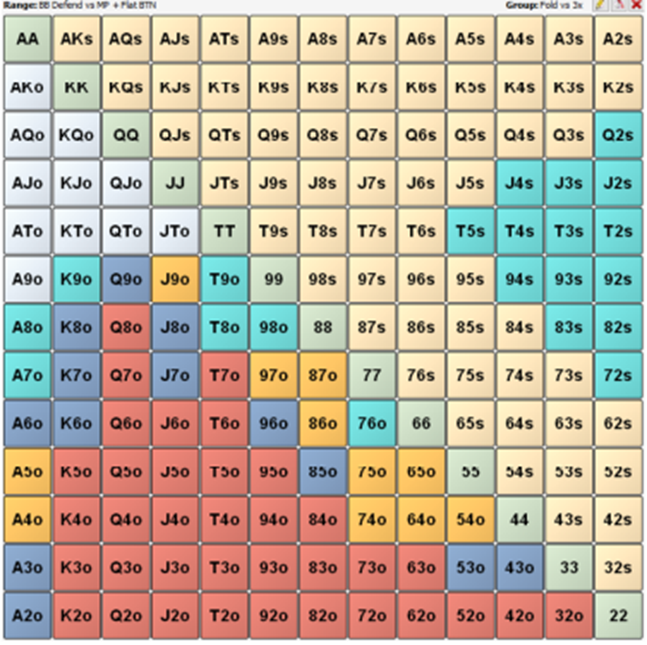 Range: BB Defend vs MP + Flat BTN Group: Fold vs 3x
AA AKs AQs AJs ATs A9s A8s A7s A6s A5s A4s A3s A2s
AKo KK KQs KJs KTs K9s K8s K7s K6s K5s K4s K3s K2s
AQo KQo QQ QJs QTs Q9s Q8s Q7s Q6s Q5s Q4s Q3s Q2s
AJo KJo QJo JJ JTs J9s J8s J7s J6s J5s J4s J3s J2s
ATo KTo QTo JTo TT T9s T8s T7s T6s T5s T4s T3s T2s
A9o K9o Q9o J9o T9o 99 98s 97s 96s 95s 94s 93s 92s
A8o K8o Q8o J8o T8o 98o 88 87s 86s 85s 84s 83s 82s
A7o K7o Q7o J7o T7o 97o 87o 77 76s 75s 74s 73s 72s
A6o K6o Q6o J6o T6o 96o 86o 76o 66 65s 64s 63s 62s
A5o K5o Q5o J5o T5o 95o 85o 75o 65o 55 54s 53s 52s
A4o K4o Q4o J4o T4o 94o 84o 74o 64o 54o 44 43s 42s
A3o K3o Q3o J3o T3o 93o 83o 73o 63o 53o 43o 33 32s
A2o K2o Q2o J2o T2o 92o 82o 72o 62o 52o 42o 32o 22